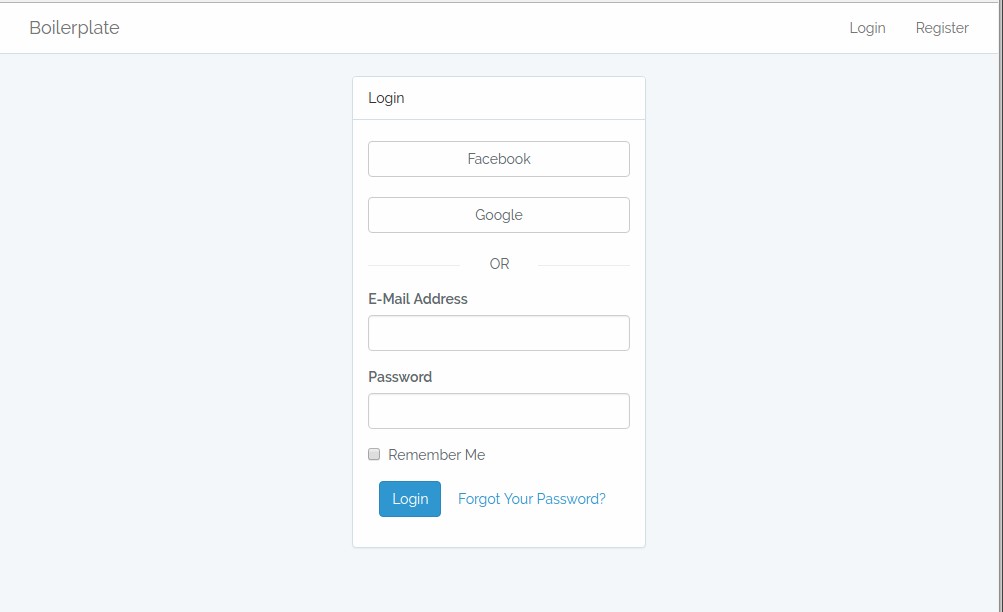 Boilerplate Login Register
Login
Facebook
Google
OR
E-Mail Address
Password
Remember Me
Login Forgot Your Password?